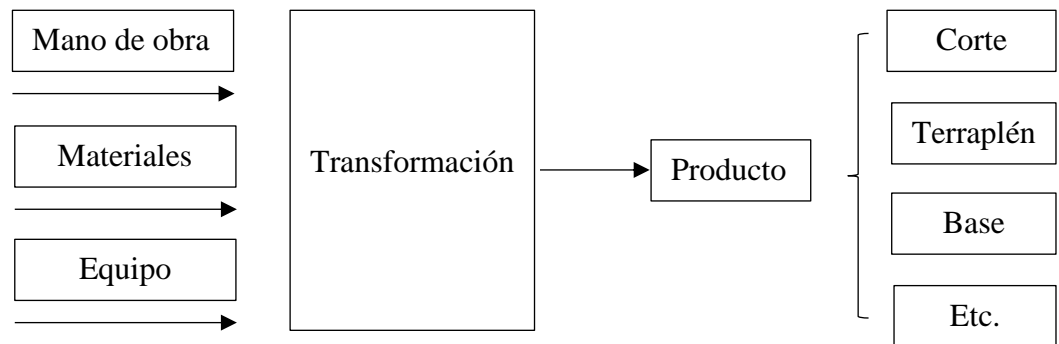 Mano de obra
Materiales
Equipo
Transformación
Producto
Corte
Terraplén
Base
Etc.